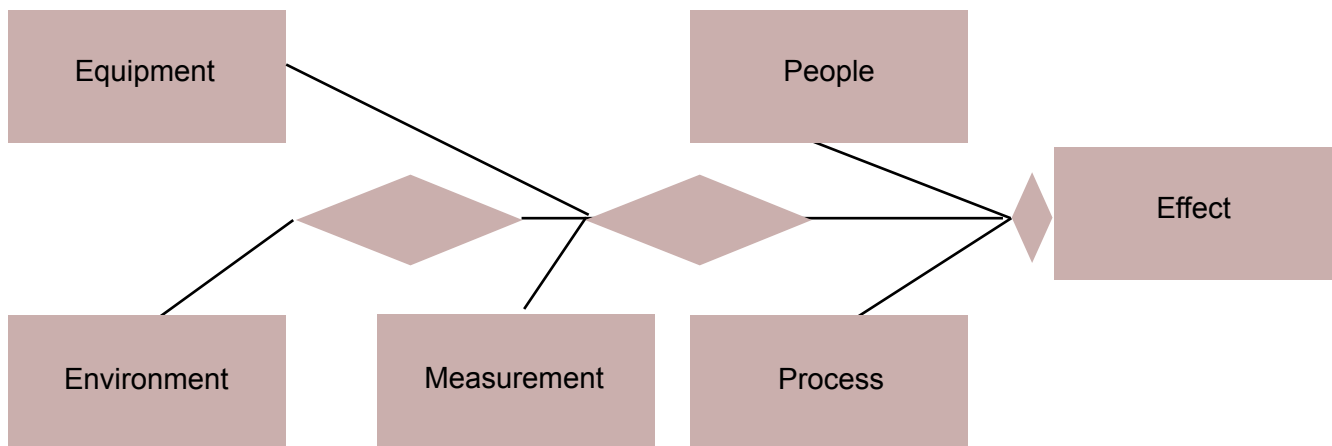 Equipment
People
Effect
Environment
Measurement
Process